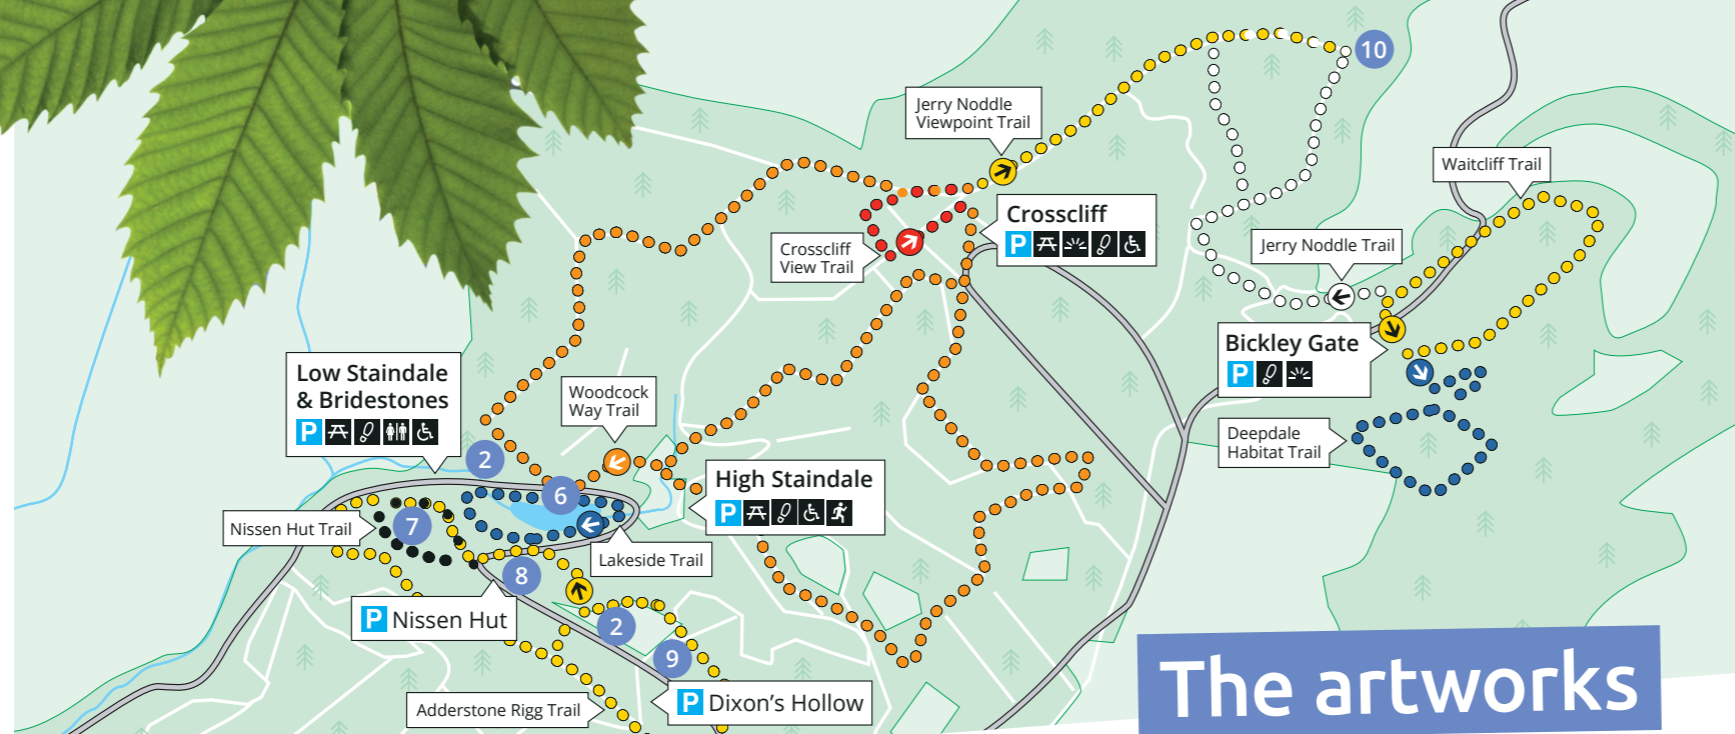 10
Jerry Noddle
Viewpoint Trail
Waitcliff Trail
Crosscliff
P
Crosscliff
View Trail
Jerry Noddle Trail
Bickley Gate
P
Low Staindale
& Bridestones
P
Woodcock
Way Trail
Deepdale
Habitat Trail
2
High Staindale
P
6
7
Nissen Hut Trail
Lakeside Trail
8
P Nissen Hut
2
9
P Dixon's Hollow
Adderstone Rigg Trail
The artworks